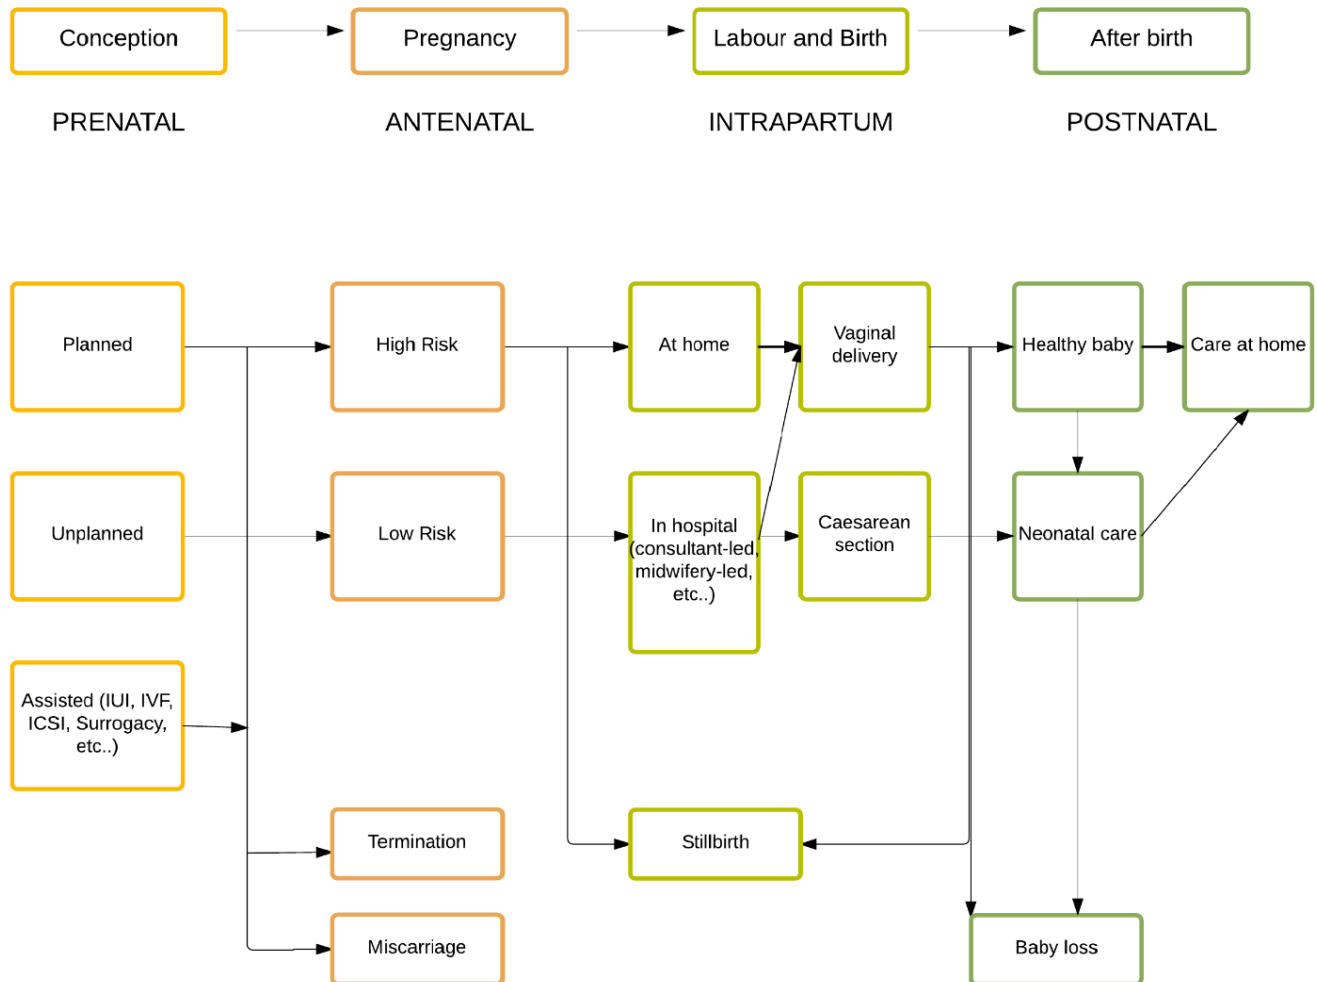 Conception
Pregnancy
Labour and Birth
After birth
PRENATAL
ANTENATAL
INTRAPARTUM
POSTNATAL
Planned
High Risk
At home
Vaginal
delivery
Healthy baby
Care at home
Unplanned
Low Risk
In hospital
(consultant-led,
midwifery-led,
etc..)
Caesarean
section
Neonatal care
Assisted (IUI, IVF,
ICSI, Surrogacy,
etc..)
Termination
Stillbirth
Miscarriage
Baby loss